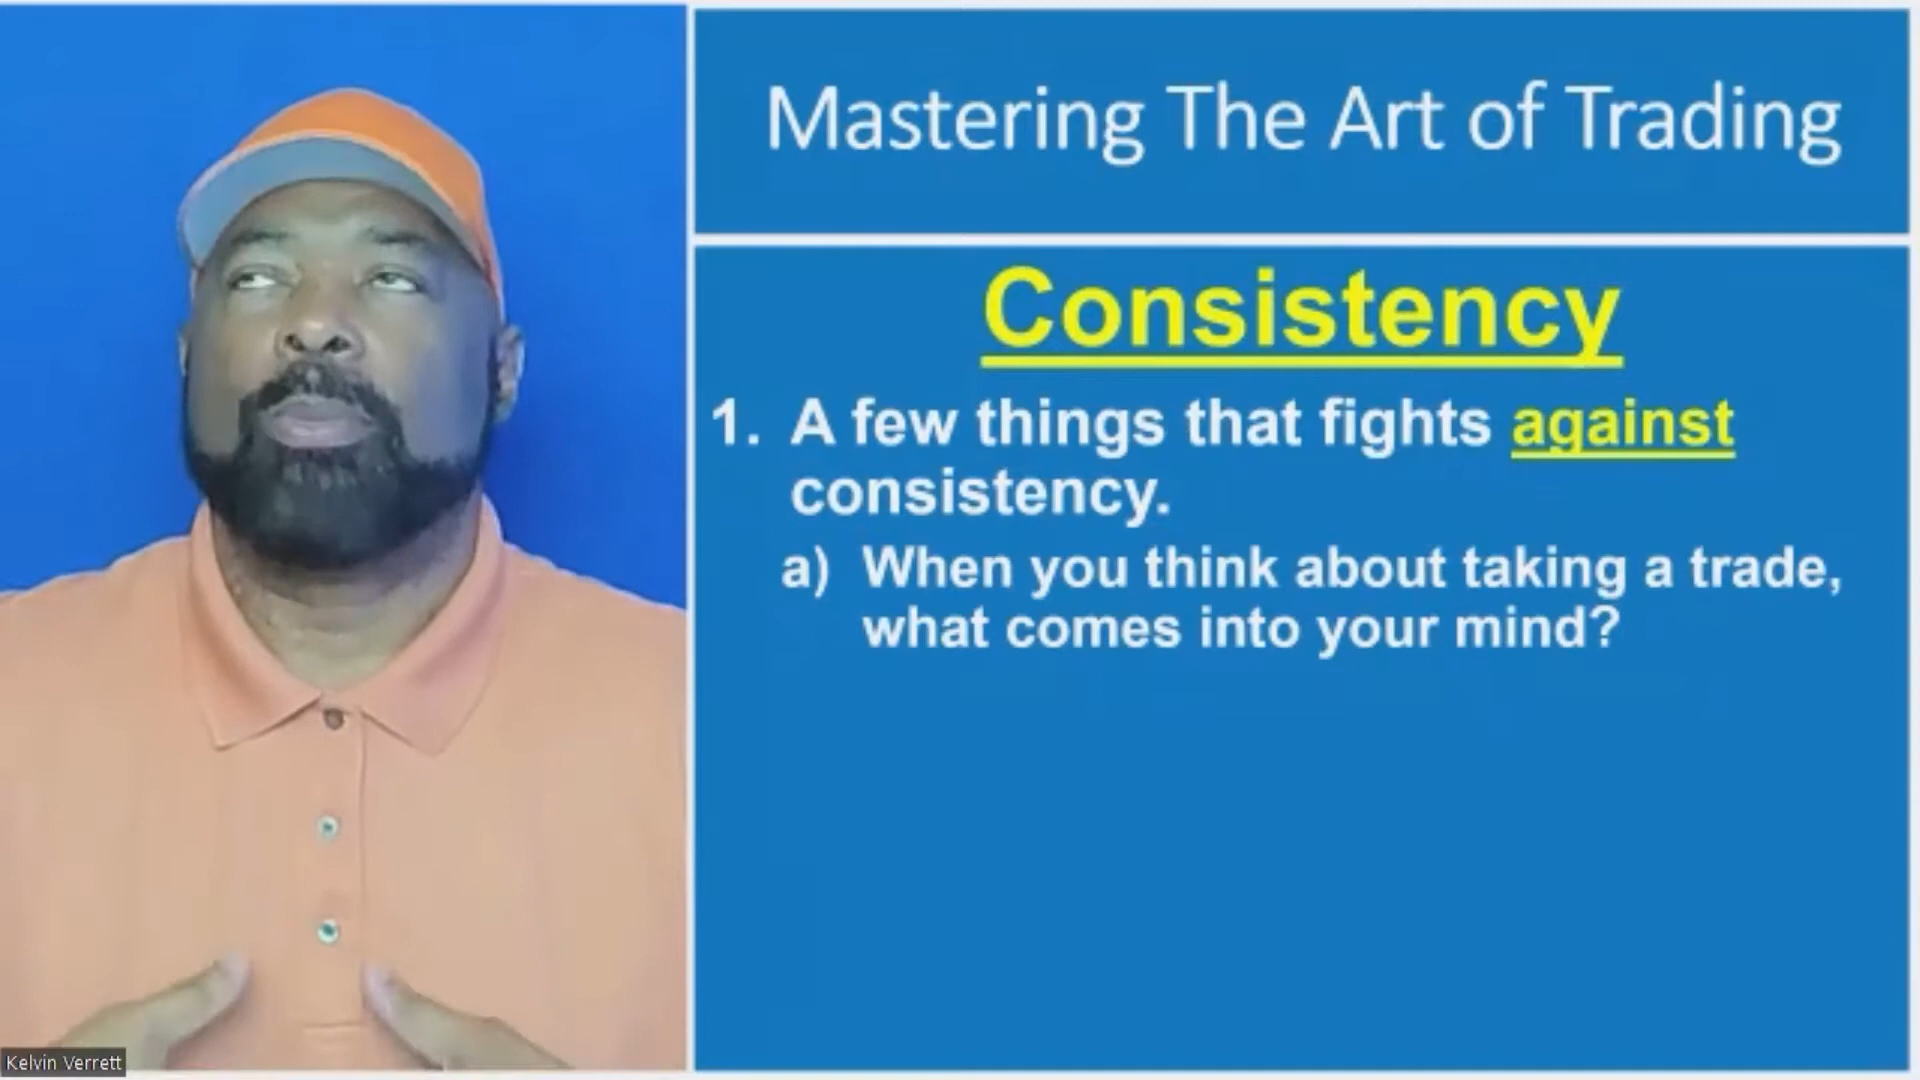 Mastering The Art of Trading
Consistency
1. A few things that fights against
consistency.
a) When you think about taking a trade,
what comes into your mind?
Kelvin Verrett